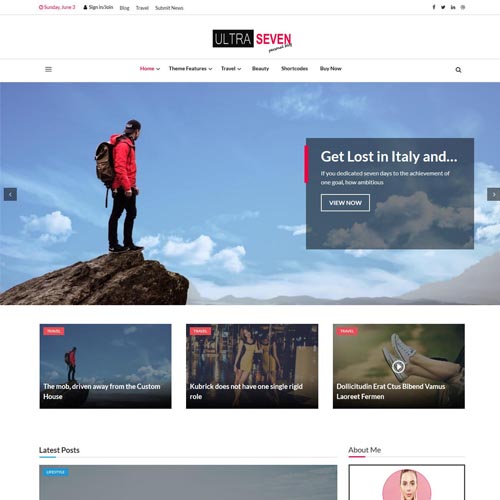 Sunday, June 3 Sign in/Join Blog Travel Submit News
ULTRA SEVEN
personal blog
Home Theme Features Travel Beauty Shortcodes Buy Now
Get Lost in Italy and...
If you dedicated seven days to the achievement of
one goal, how ambitious
VIEW NOW
TRAVEL
The mob, driven away from the Custom
House
TRAVEL
Kubrick does not have one single rigid
role
TRAVEL
Dollicitudin Erat Ctus Bibend Vamus
Laoreet Fermen
Latest Posts
LIFESTYLE
About Me